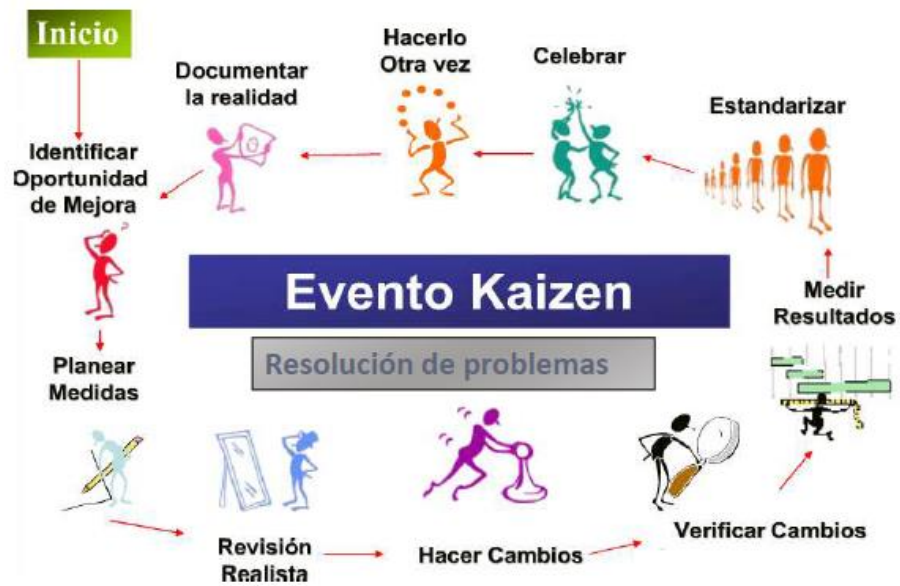 Inicio
Hacerlo
Otra vez
Celebrar
Documentar
la realidad
Estandarizar
Identificar
Oportunidad
de Mejora
Evento Kaizen
Medir
Resultados
Resolución de problemas
Planear
Medidas
Verificar Cambios
Revisión
Realista
Hacer Cambios